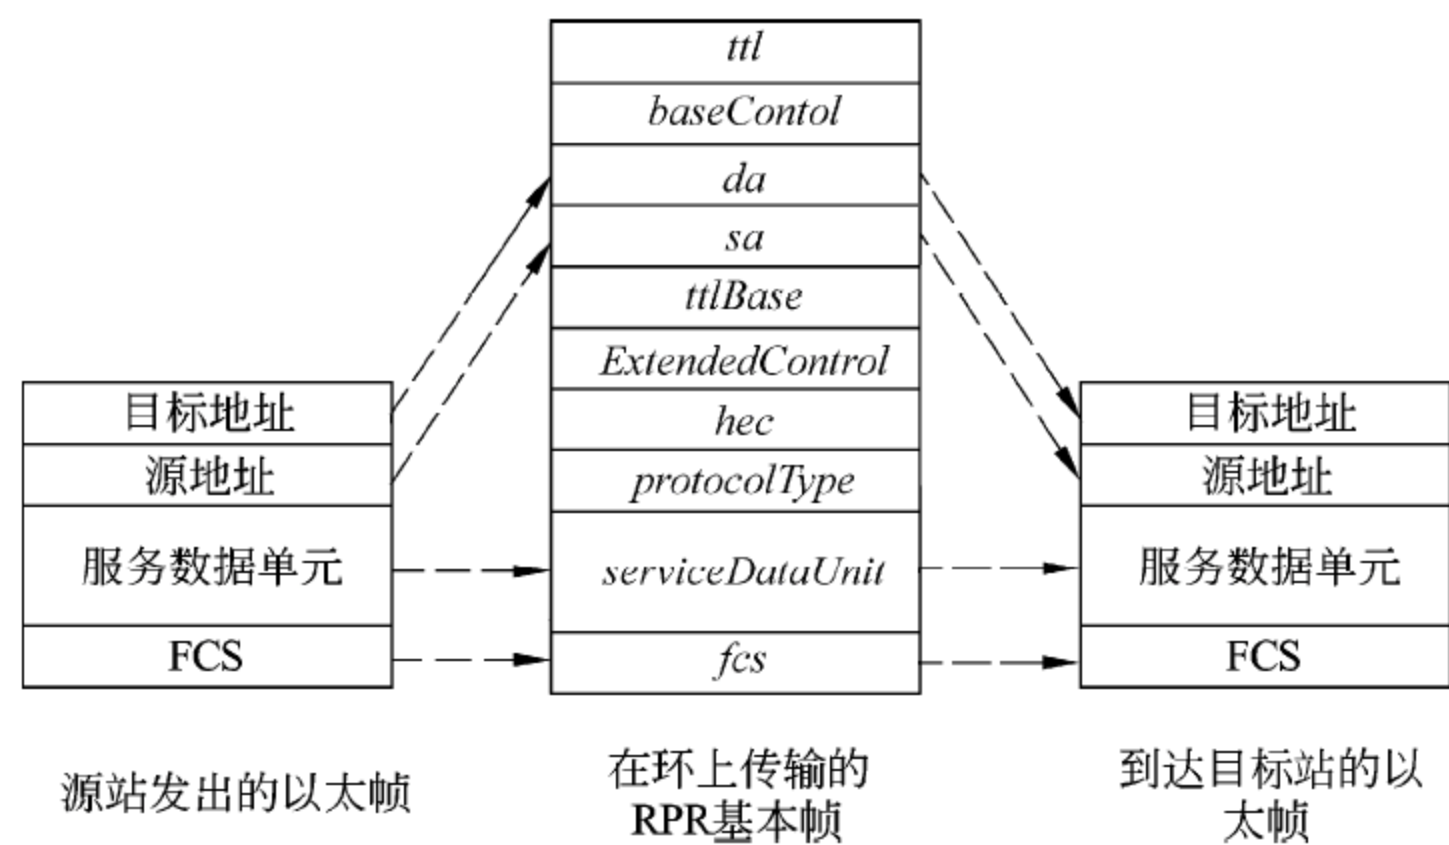 目标地址
源地址
服务数据单元
FCS
源站发出的以太帧
ttl
baseContol
da
sa
ttlBase
ExtendedControl
hec
protocolType
serviceDataUnit
fcs
在环上传输的
RPR基本帧
目标地址
源地址
服务数据单元
FCS
到达目标站的以
太帧